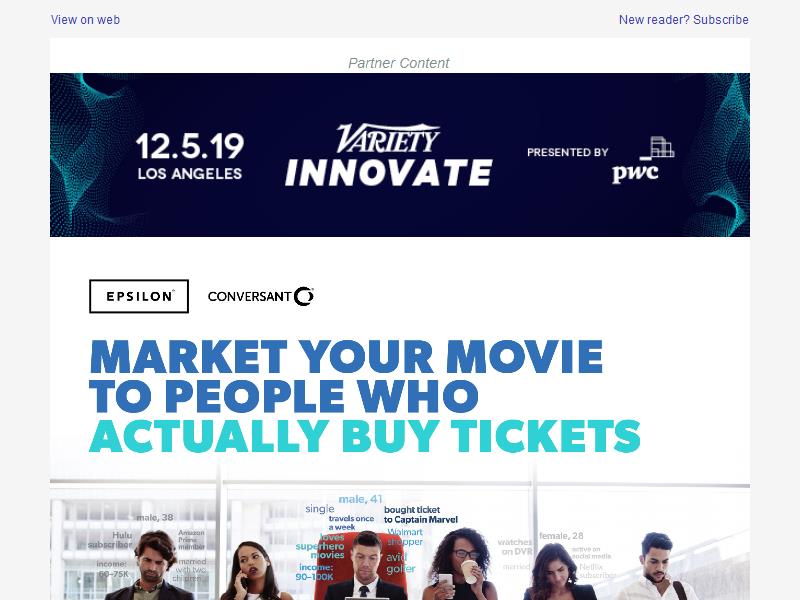 View on web
New reader? Subscribe
Partner Content
12.5.19
LOS ANGELES
VARIETY
INNOVATE
PRESENTED BY
pwc
EPSILON
CONVERSANT
MARKET YOUR MOVIE
TO PEOPLE WHO
ACTUALLY BUY TICKETS
male, 38
Hulu
subscriber
Amazon
Prime
member
income:
60–75K
married
with two
children
male, 41
single
travels once
a week
loves
superhero
movies
income:
90–100K
bought ticket
to Captain Marvel
Walmart
shopper
avid
golfer
female, 28
watches
on DVR
active on
social media
married
Netflix
subscriber